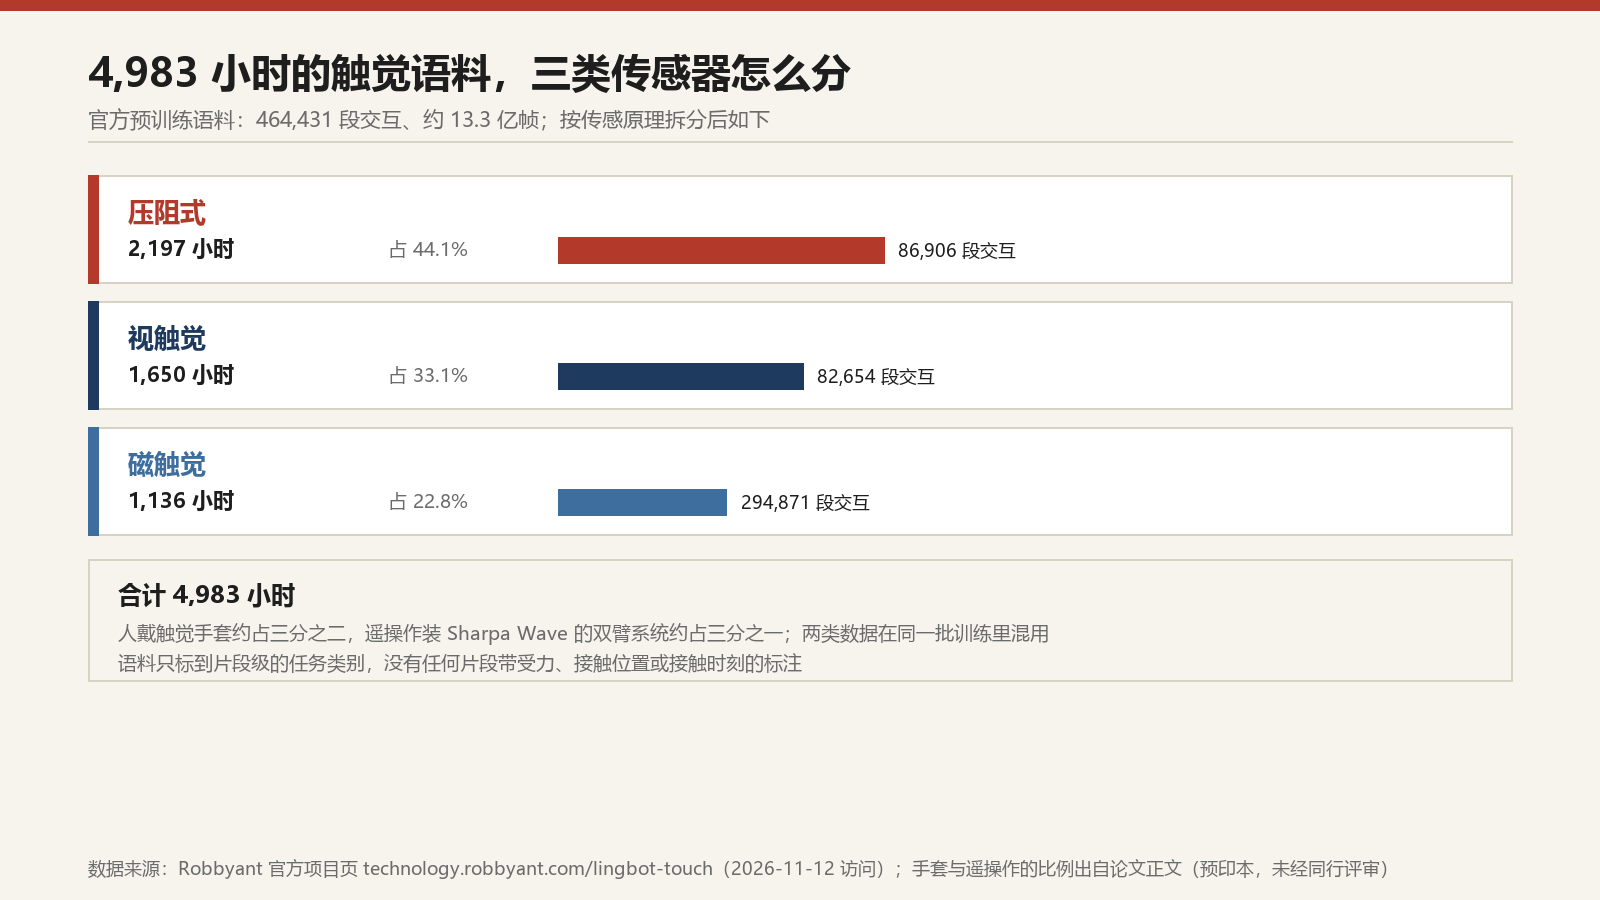 4,983 小时的触觉语料，三类传感器怎么分
官方预训练语料：464,431 段交互、约 13.3 亿帧；按传感原理拆分后如下
压阻式
2,197 小时
占 44.1%
86,906 段交互
视触觉
1,650 小时
占 33.1%
82,654 段交互
磁触觉
1,136 小时
占 22.8%
294,871 段交互
合计 4,983 小时
人戴触觉手套约占三分之二，遥操作装 Sharpa Wave 的双臂系统约占三分之一；两类数据在同一批训练里混用
语料只标到片段级的任务类别，没有任何片段带受力、接触位置或接触时刻的标注
数据来源：Robbyant 官方项目页 technology.robbyant.com/lingbot-touch（2026-11-12 访问）；手套与遥操作的比例出自论文正文（预印本，未经同行评审）